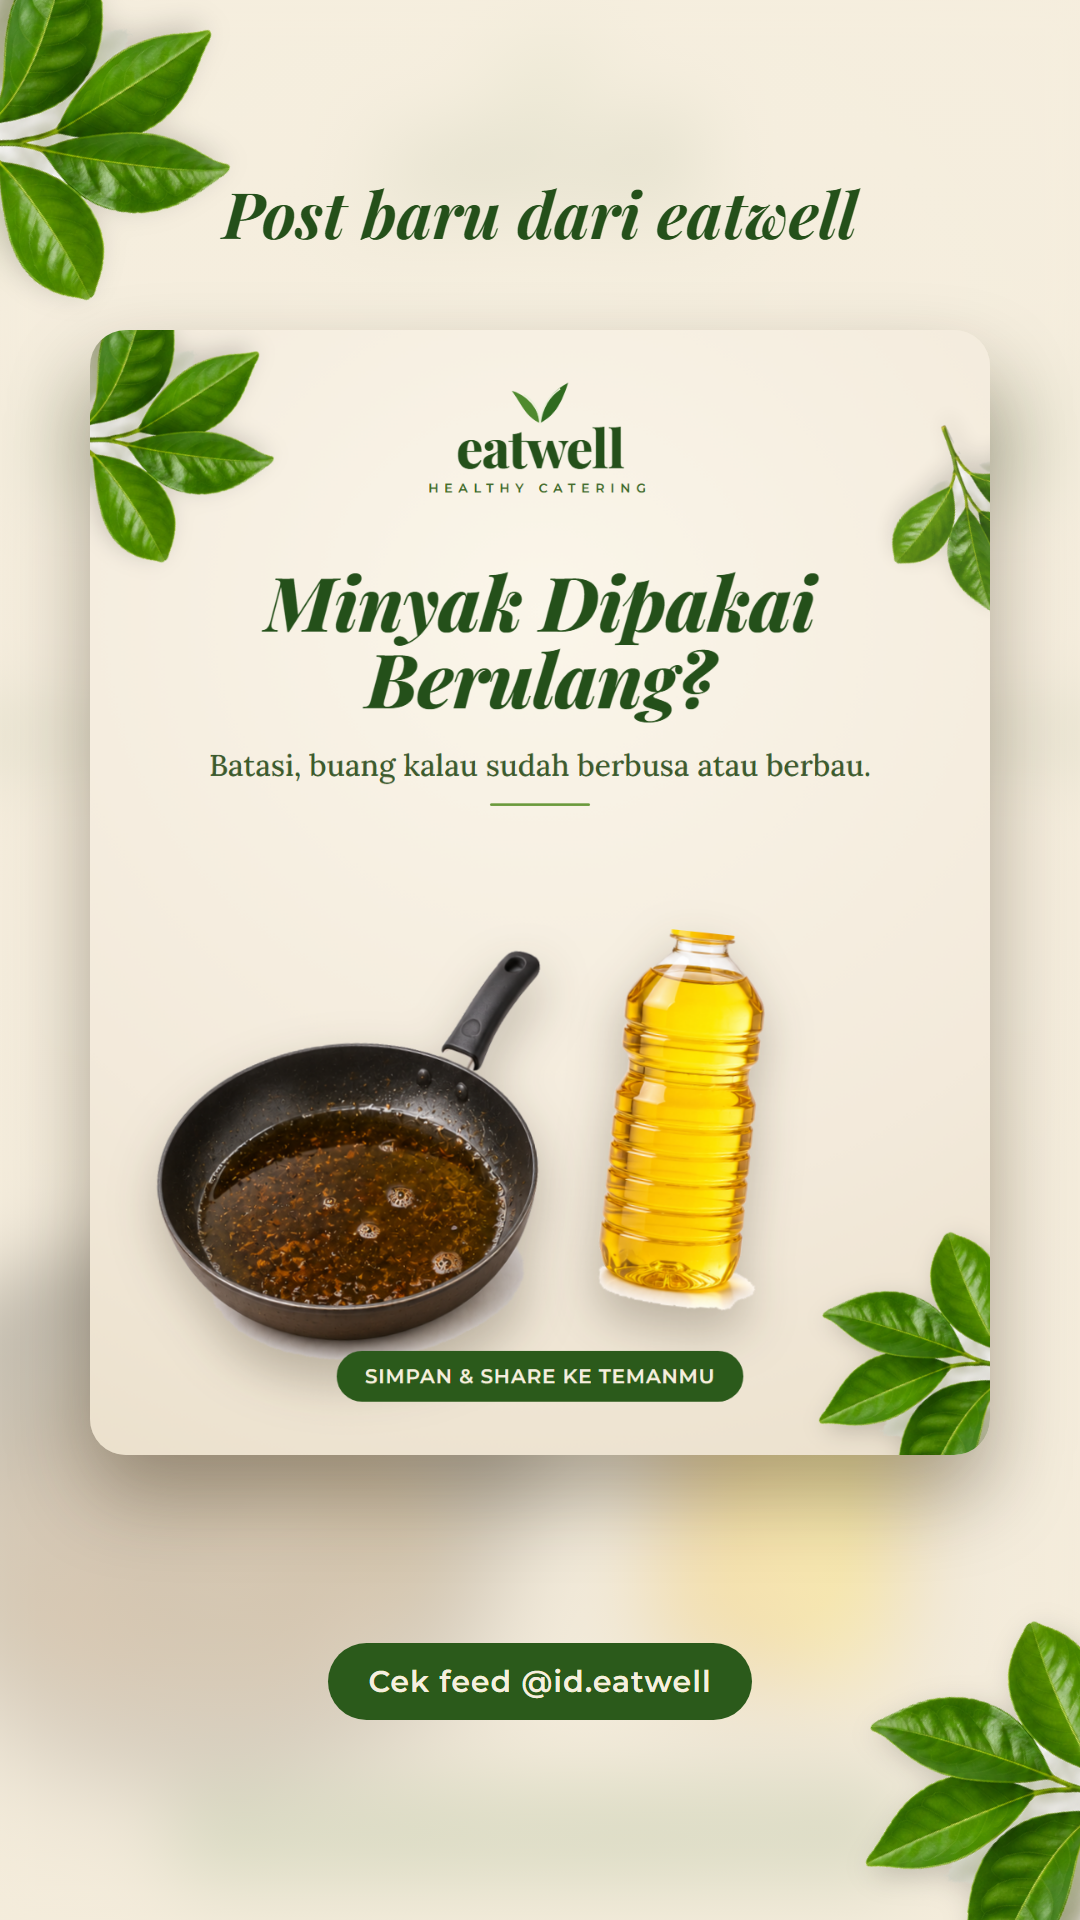 Post baru dari eatwell
eatwell
HEALTHY CATERING
Minyak Dipakai
Berulang?
Batasi, buang kalau sudah berbusa atau berbau.
SIMPAN & SHARE KE TEMANMU
Cek feed @id.eatwell